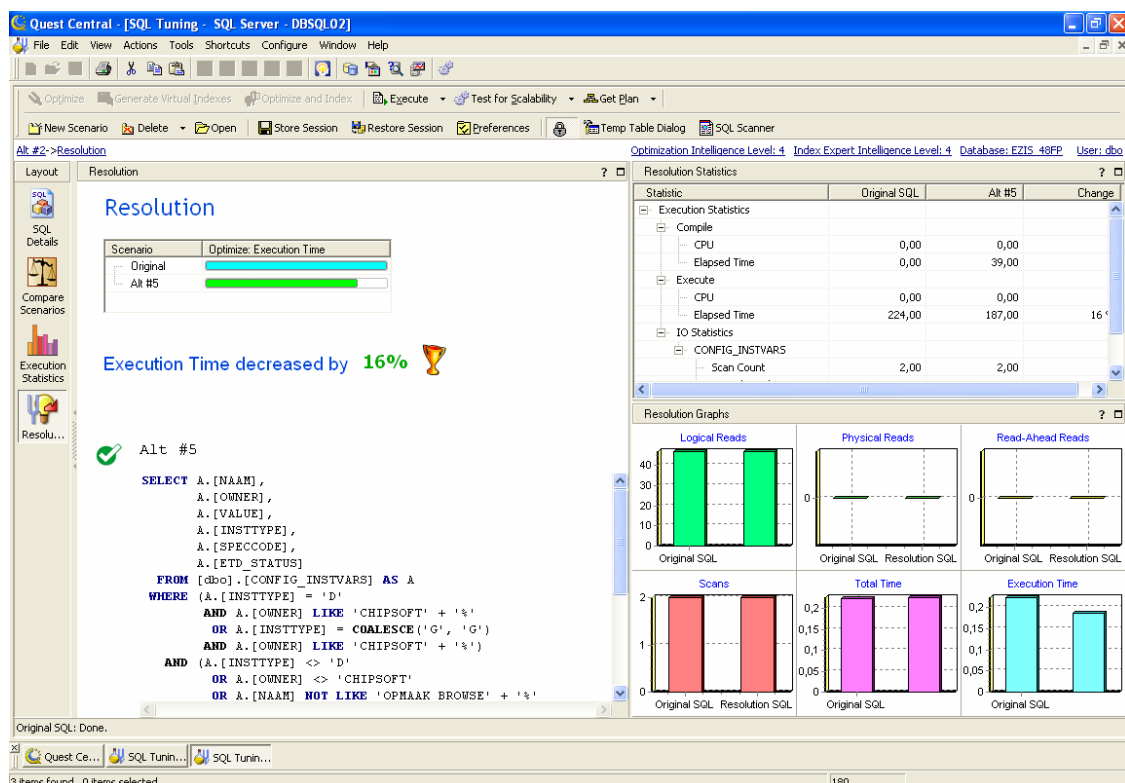 Quest Central - [SQL Tuning - SQL Server - DBSQL02]
File Edit View Actions Tools Shortcuts Configure Window Help
Optimize Generate Virtual Indexes Optimize and Index Execute Test for Scalability Get Plan
New Scenario Delete Open Store Session Restore Session Preferences Temp Table Dialog SQL Scanner
Alt #2->Resolution Optimization Intelligence Level: 4 Index Expert Intelligence Level: 4 Database: EZIS_48FP User: dbo
Layout
SQL
SQL
Details
Compare
Scenarios
Execution
Statistics
Resolu...
Resolution ?
Resolution
Scenario Optimize: Execution Time
Original
Alt #5
Execution Time decreased by 16%
Alt #5
SELECT A.[NAAM],
A.[OWNER],
A.[VALUE],
A.[INSTTYPE],
A.[SPECCODE],
A.[ETD_STATUS]
FROM [dbo].[CONFIG_INSTVARS] AS A
WHERE (A.[INSTTYPE] = 'D'
AND A.[OWNER] LIKE 'CHIPSOFT' + '%'
OR A.[INSTTYPE] = COALESCE('G', 'G')
AND A.[OWNER] LIKE 'CHIPSOFT' + '%')
AND (A.[INSTTYPE] <> 'D'
OR A.[OWNER] <> 'CHIPSOFT'
OR A.[NAAM] NOT LIKE 'OPMAAK BROWSE' + '%'
Resolution Statistics ?
Statistic Original SQL Alt #5 Change
Execution Statistics
Compile
CPU 0,00 0,00
Elapsed Time 0,00 39,00
Execute
CPU 0,00 0,00
Elapsed Time 224,00 187,00 16
IO Statistics
CONFIG_INSTVARS
Scan Count 2,00 2,00
Resolution Graphs ?
Logical Reads
40
30
20
10
0
Original SQL
Physical Reads
0
Original SQL Resolution SQL
Read-Ahead Reads
0
Original SQL Resolution SQL
Scans
2
1
0
Original SQL Resolution SQL
Total Time
0,2
0,15
0,1
0,05
0
Original SQL
Execution Time
0,2
0,15
0,1
0,05
0
Original SQL Resolution SQL
Original SQL: Done.
Quest Ce... SQL Tunin... SQL Tunin...
3 items found 0 items selected 180